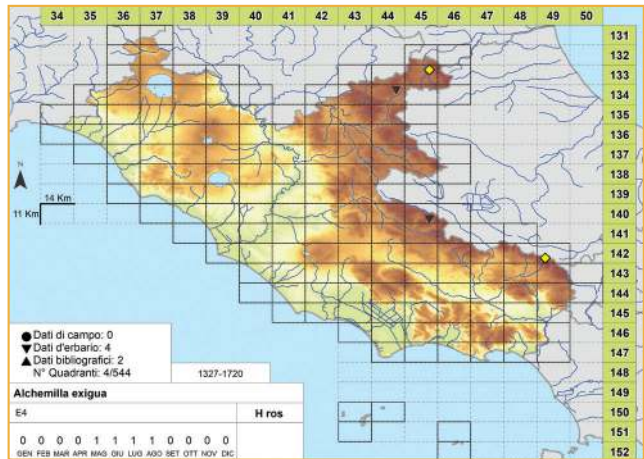 34 35 36 37 38 39 40 41 42 43 44 45 46 47 48 49 50
131
132
133
134
135
136
137
138
139
140
141
142
143
144
145
146
147
148
149
150
151
152
N
14 Km
11 Km
Dati di campo: 0
Dati d'erbario: 4
Dati bibliografici: 2
N° Quadranti: 4/544
1327-1720
Alchemilla exigua
E4
H ros
0 0 0 0 1 1 1 1 0 0 0 0
GEN FEB MAR APR MAG GIU LUG AGO SET OTT NOV DIC